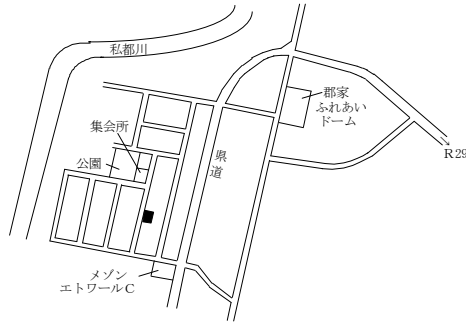 私都川
郡家
ふれあい
ドーム
集会所
公園
県道
R29
メゾン
エトワールC